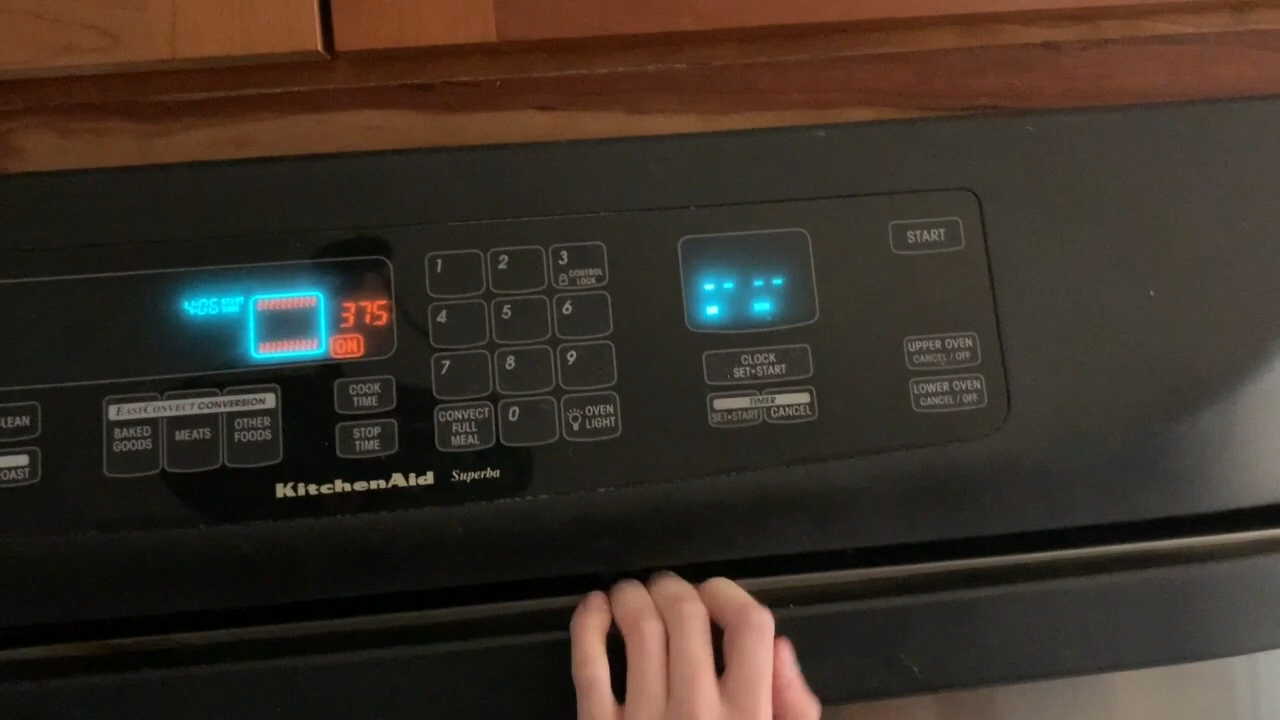 4:06 START TIME
375
ON
LEAN
OAST
EASYCONVECT CONVERSION
BAKED GOODS
MEATS
OTHER FOODS
COOK TIME
STOP TIME
KitchenAid Superba
1
2
3 CONTROL LOCK
4
5
6
7
8
9
CONVECT FULL MEAL
0
OVEN LIGHT
-- --
CLOCK
SET•START
TIMER
SET•START
CANCEL
START
UPPER OVEN
CANCEL / OFF
LOWER OVEN
CANCEL / OFF